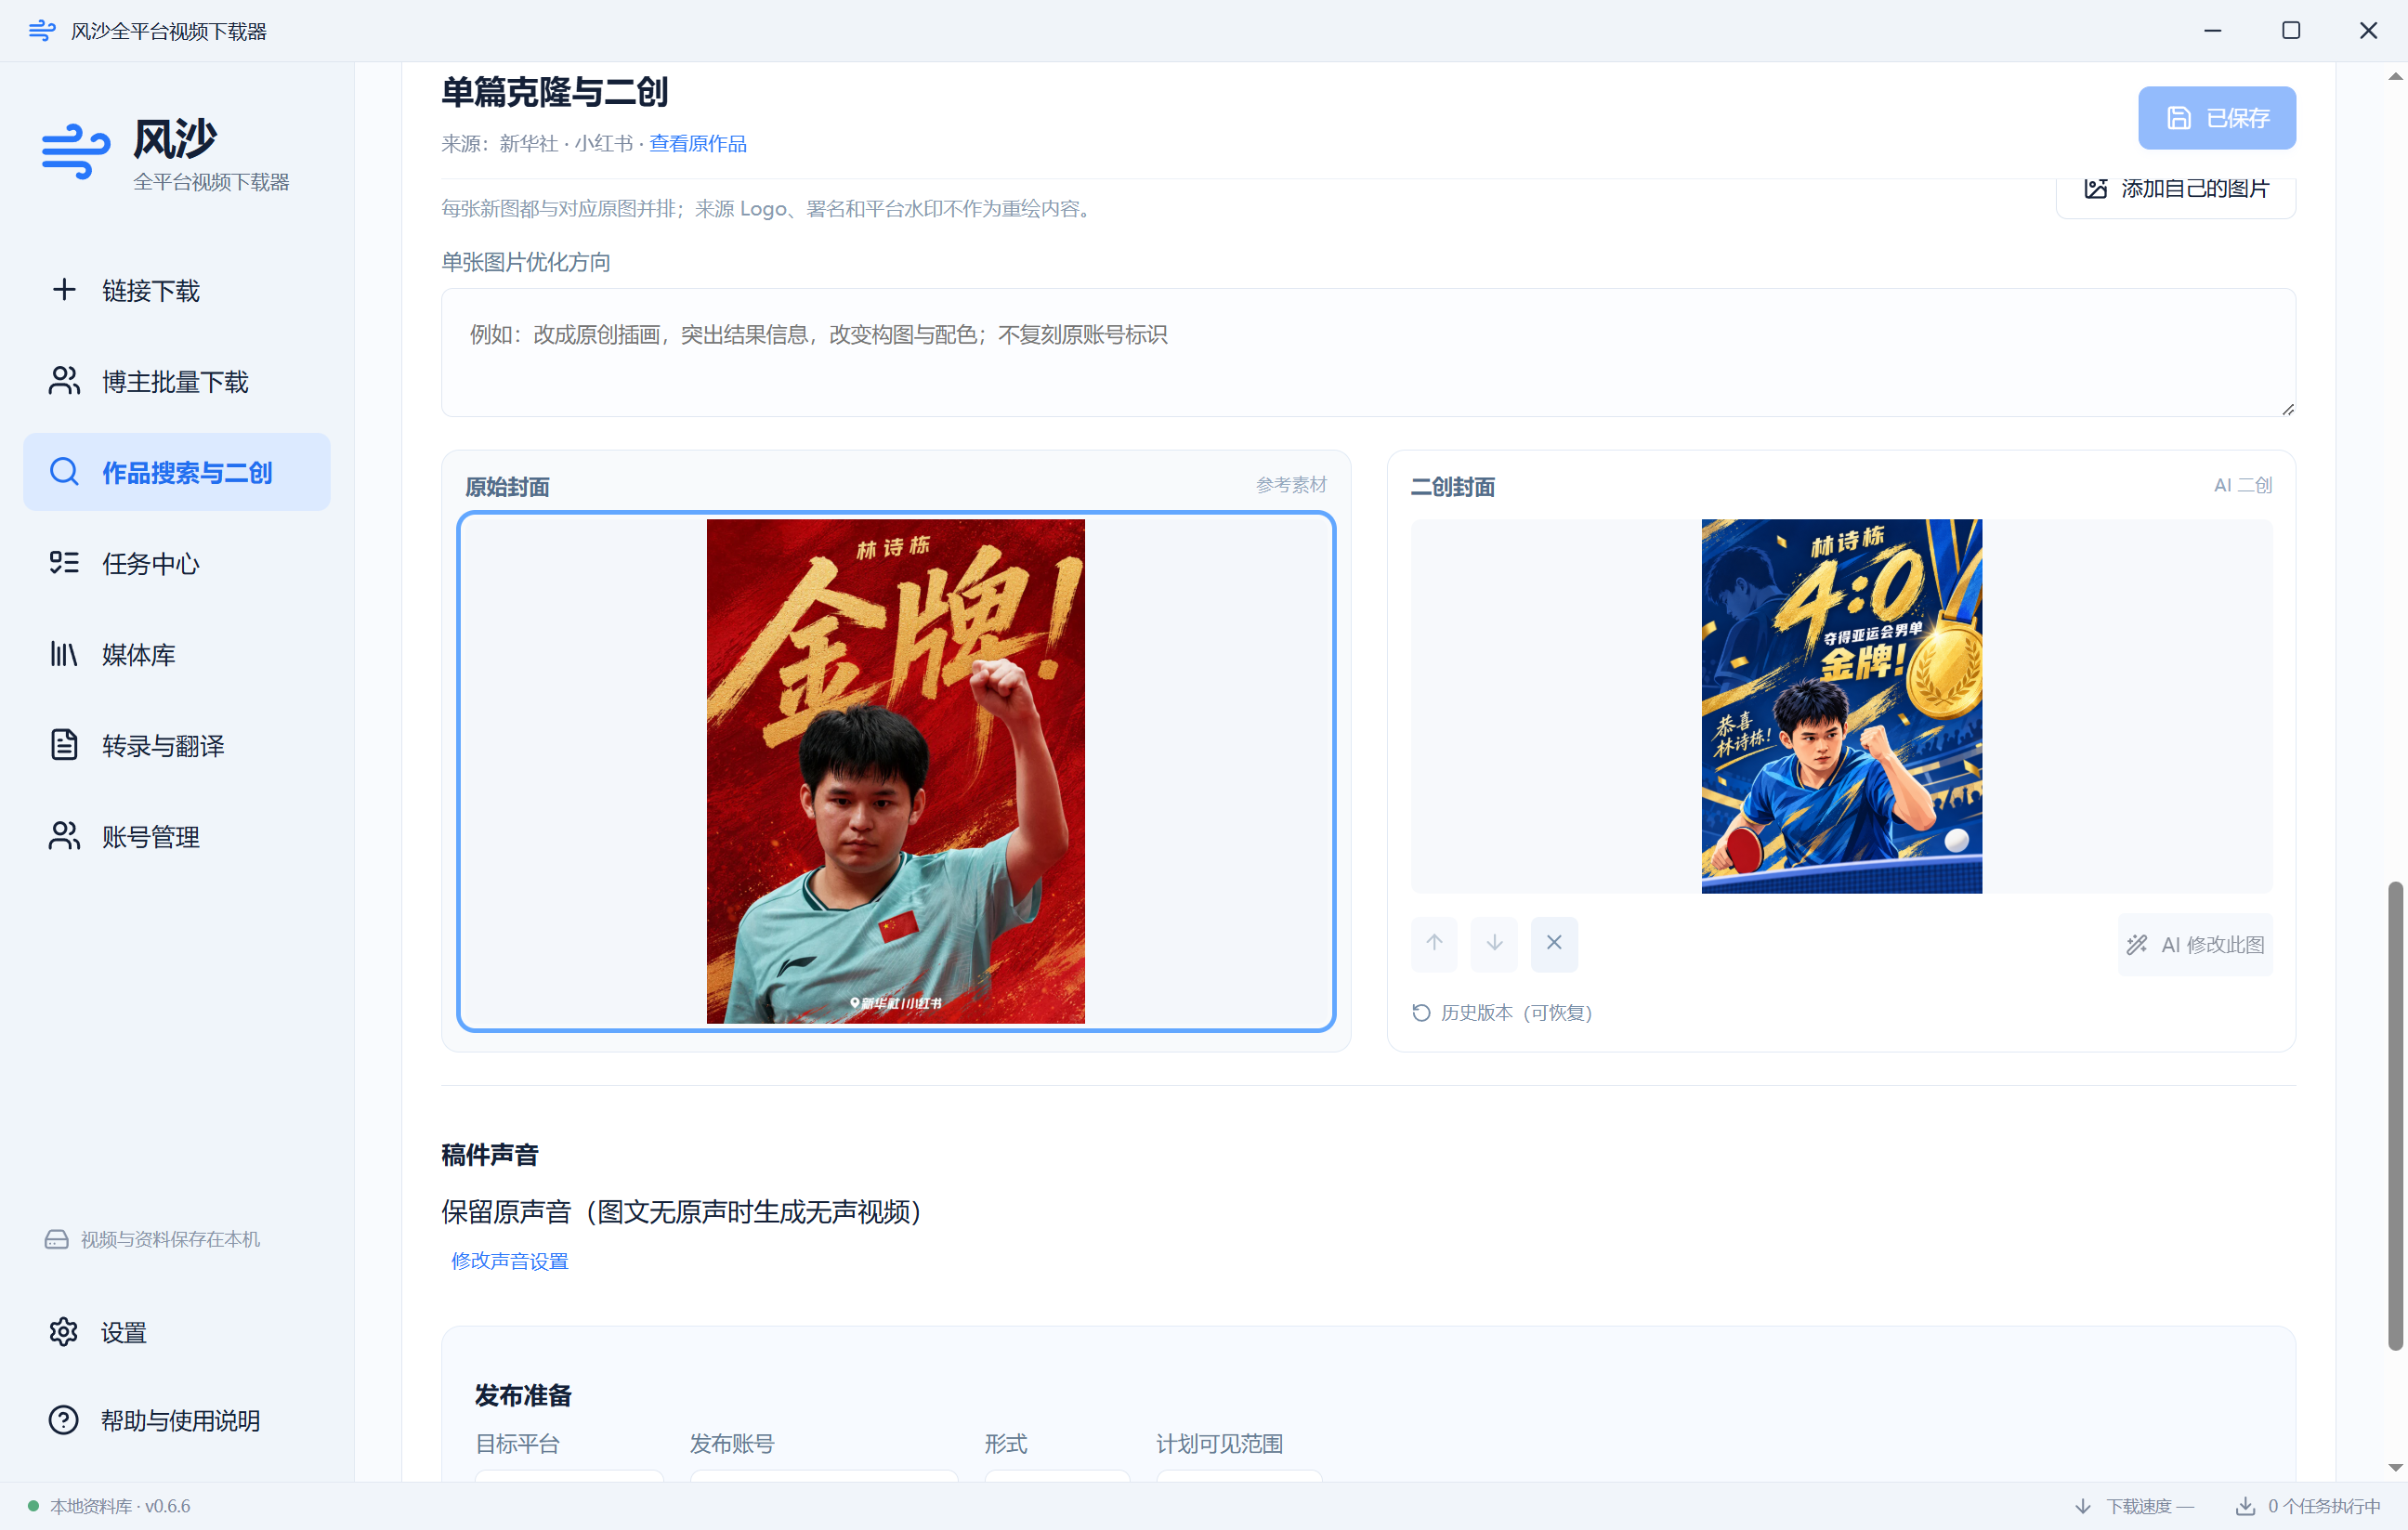 风沙全平台视频下载器
风沙
全平台视频下载器
链接下载
博主批量下载
作品搜索与二创
任务中心
媒体库
转录与翻译
账号管理
视频与资料保存在本机
设置
帮助与使用说明
单篇克隆与二创
来源：新华社 · 小红书 · 查看原作品
已保存
添加自己的图片
每张新图都与对应原图并排；来源 Logo、署名和平台水印不作为重绘内容。
单张图片优化方向
例如：改成原创插画，突出结果信息，改变构图与配色；不复刻原账号标识
原始封面
参考素材
林诗栋
金牌!
新华社|小红书
二创封面
AI 二创
林诗栋
4:0
夺得亚运会男单
金牌!
恭喜
林诗栋!
AI 修改此图
历史版本（可恢复）
稿件声音
保留原声音（图文无原声时生成无声视频）
修改声音设置
发布准备
目标平台
发布账号
形式
计划可见范围
本地资料库 · v0.6.6
下载速度 —
0 个任务执行中